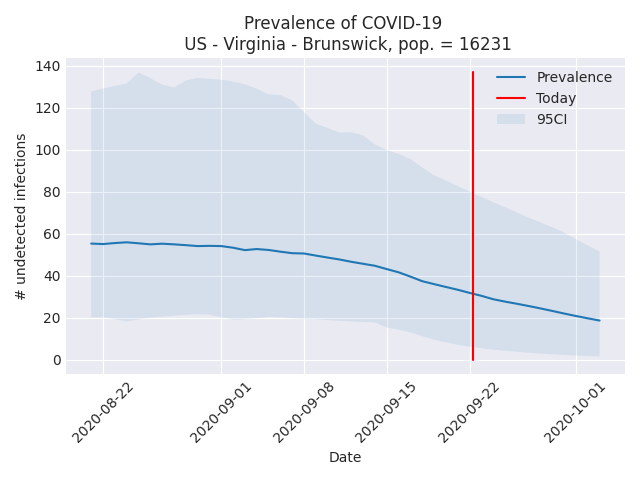 Prevalence of COVID-19
US - Virginia - Brunswick, pop. = 16231
# undetected infections
140
120
100
80
60
40
20
0
Prevalence
Today
95CI
2020-08-22
2020-09-01
2020-09-08
2020-09-15
2020-09-22
2020-10-01
Date